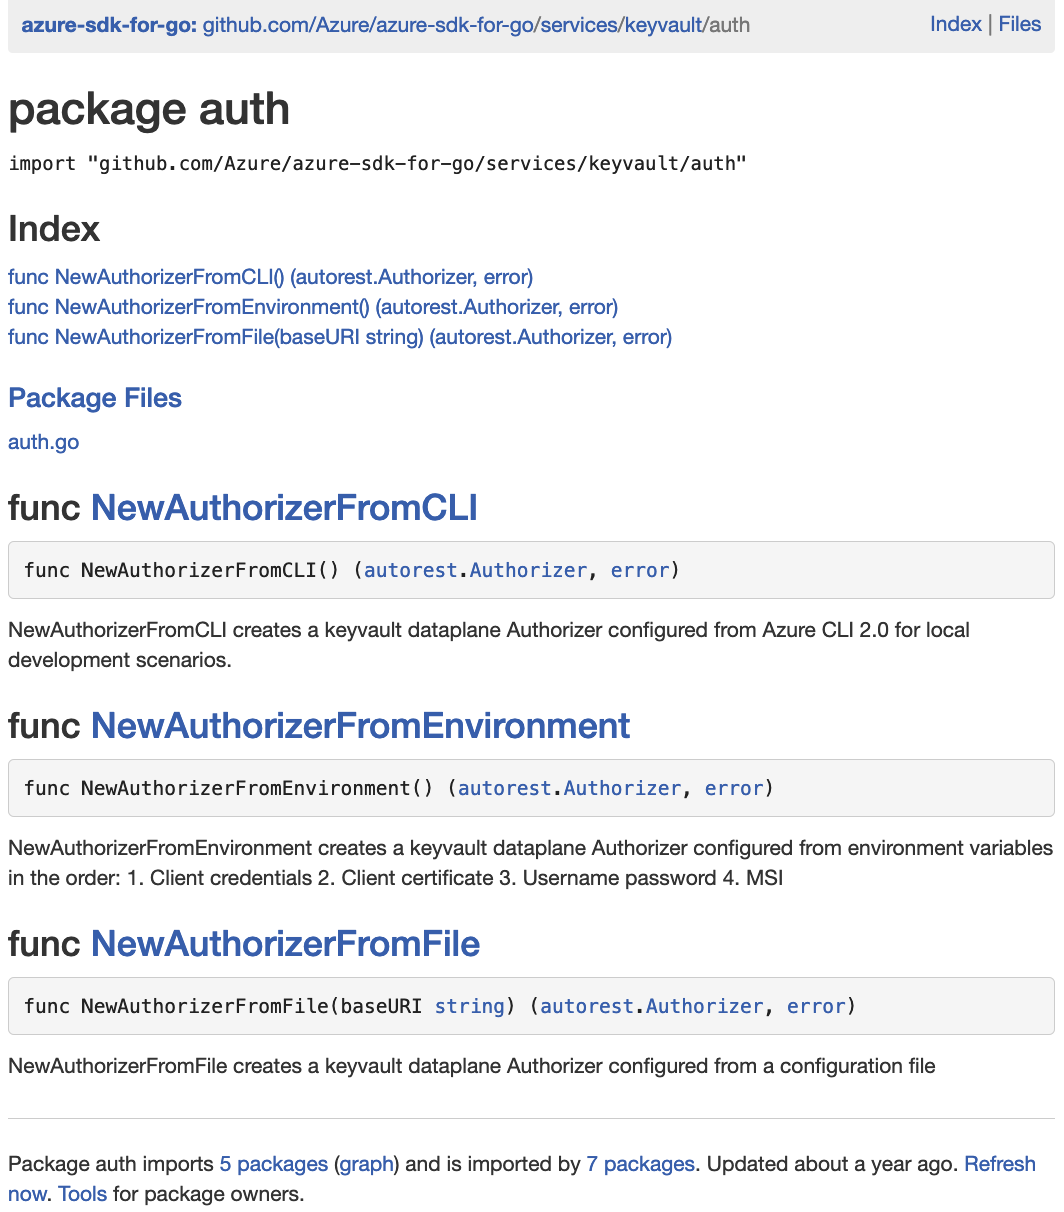 azure-sdk-for-go: github.com/Azure/azure-sdk-for-go/services/keyvault/auth Index | Files
package auth
import "github.com/Azure/azure-sdk-for-go/services/keyvault/auth"
Index
func NewAuthorizerFromCLI() (autorest.Authorizer, error)
func NewAuthorizerFromEnvironment() (autorest.Authorizer, error)
func NewAuthorizerFromFile(baseURI string) (autorest.Authorizer, error)
Package Files
auth.go
func NewAuthorizerFromCLI
func NewAuthorizerFromCLI() (autorest.Authorizer, error)
NewAuthorizerFromCLI creates a keyvault dataplane Authorizer configured from Azure CLI 2.0 for local
development scenarios.
func NewAuthorizerFromEnvironment
func NewAuthorizerFromEnvironment() (autorest.Authorizer, error)
NewAuthorizerFromEnvironment creates a keyvault dataplane Authorizer configured from environment variables
in the order: 1. Client credentials 2. Client certificate 3. Username password 4. MSI
func NewAuthorizerFromFile
func NewAuthorizerFromFile(baseURI string) (autorest.Authorizer, error)
NewAuthorizerFromFile creates a keyvault dataplane Authorizer configured from a configuration file
Package auth imports 5 packages (graph) and is imported by 7 packages. Updated about a year ago. Refresh
now. Tools for package owners.